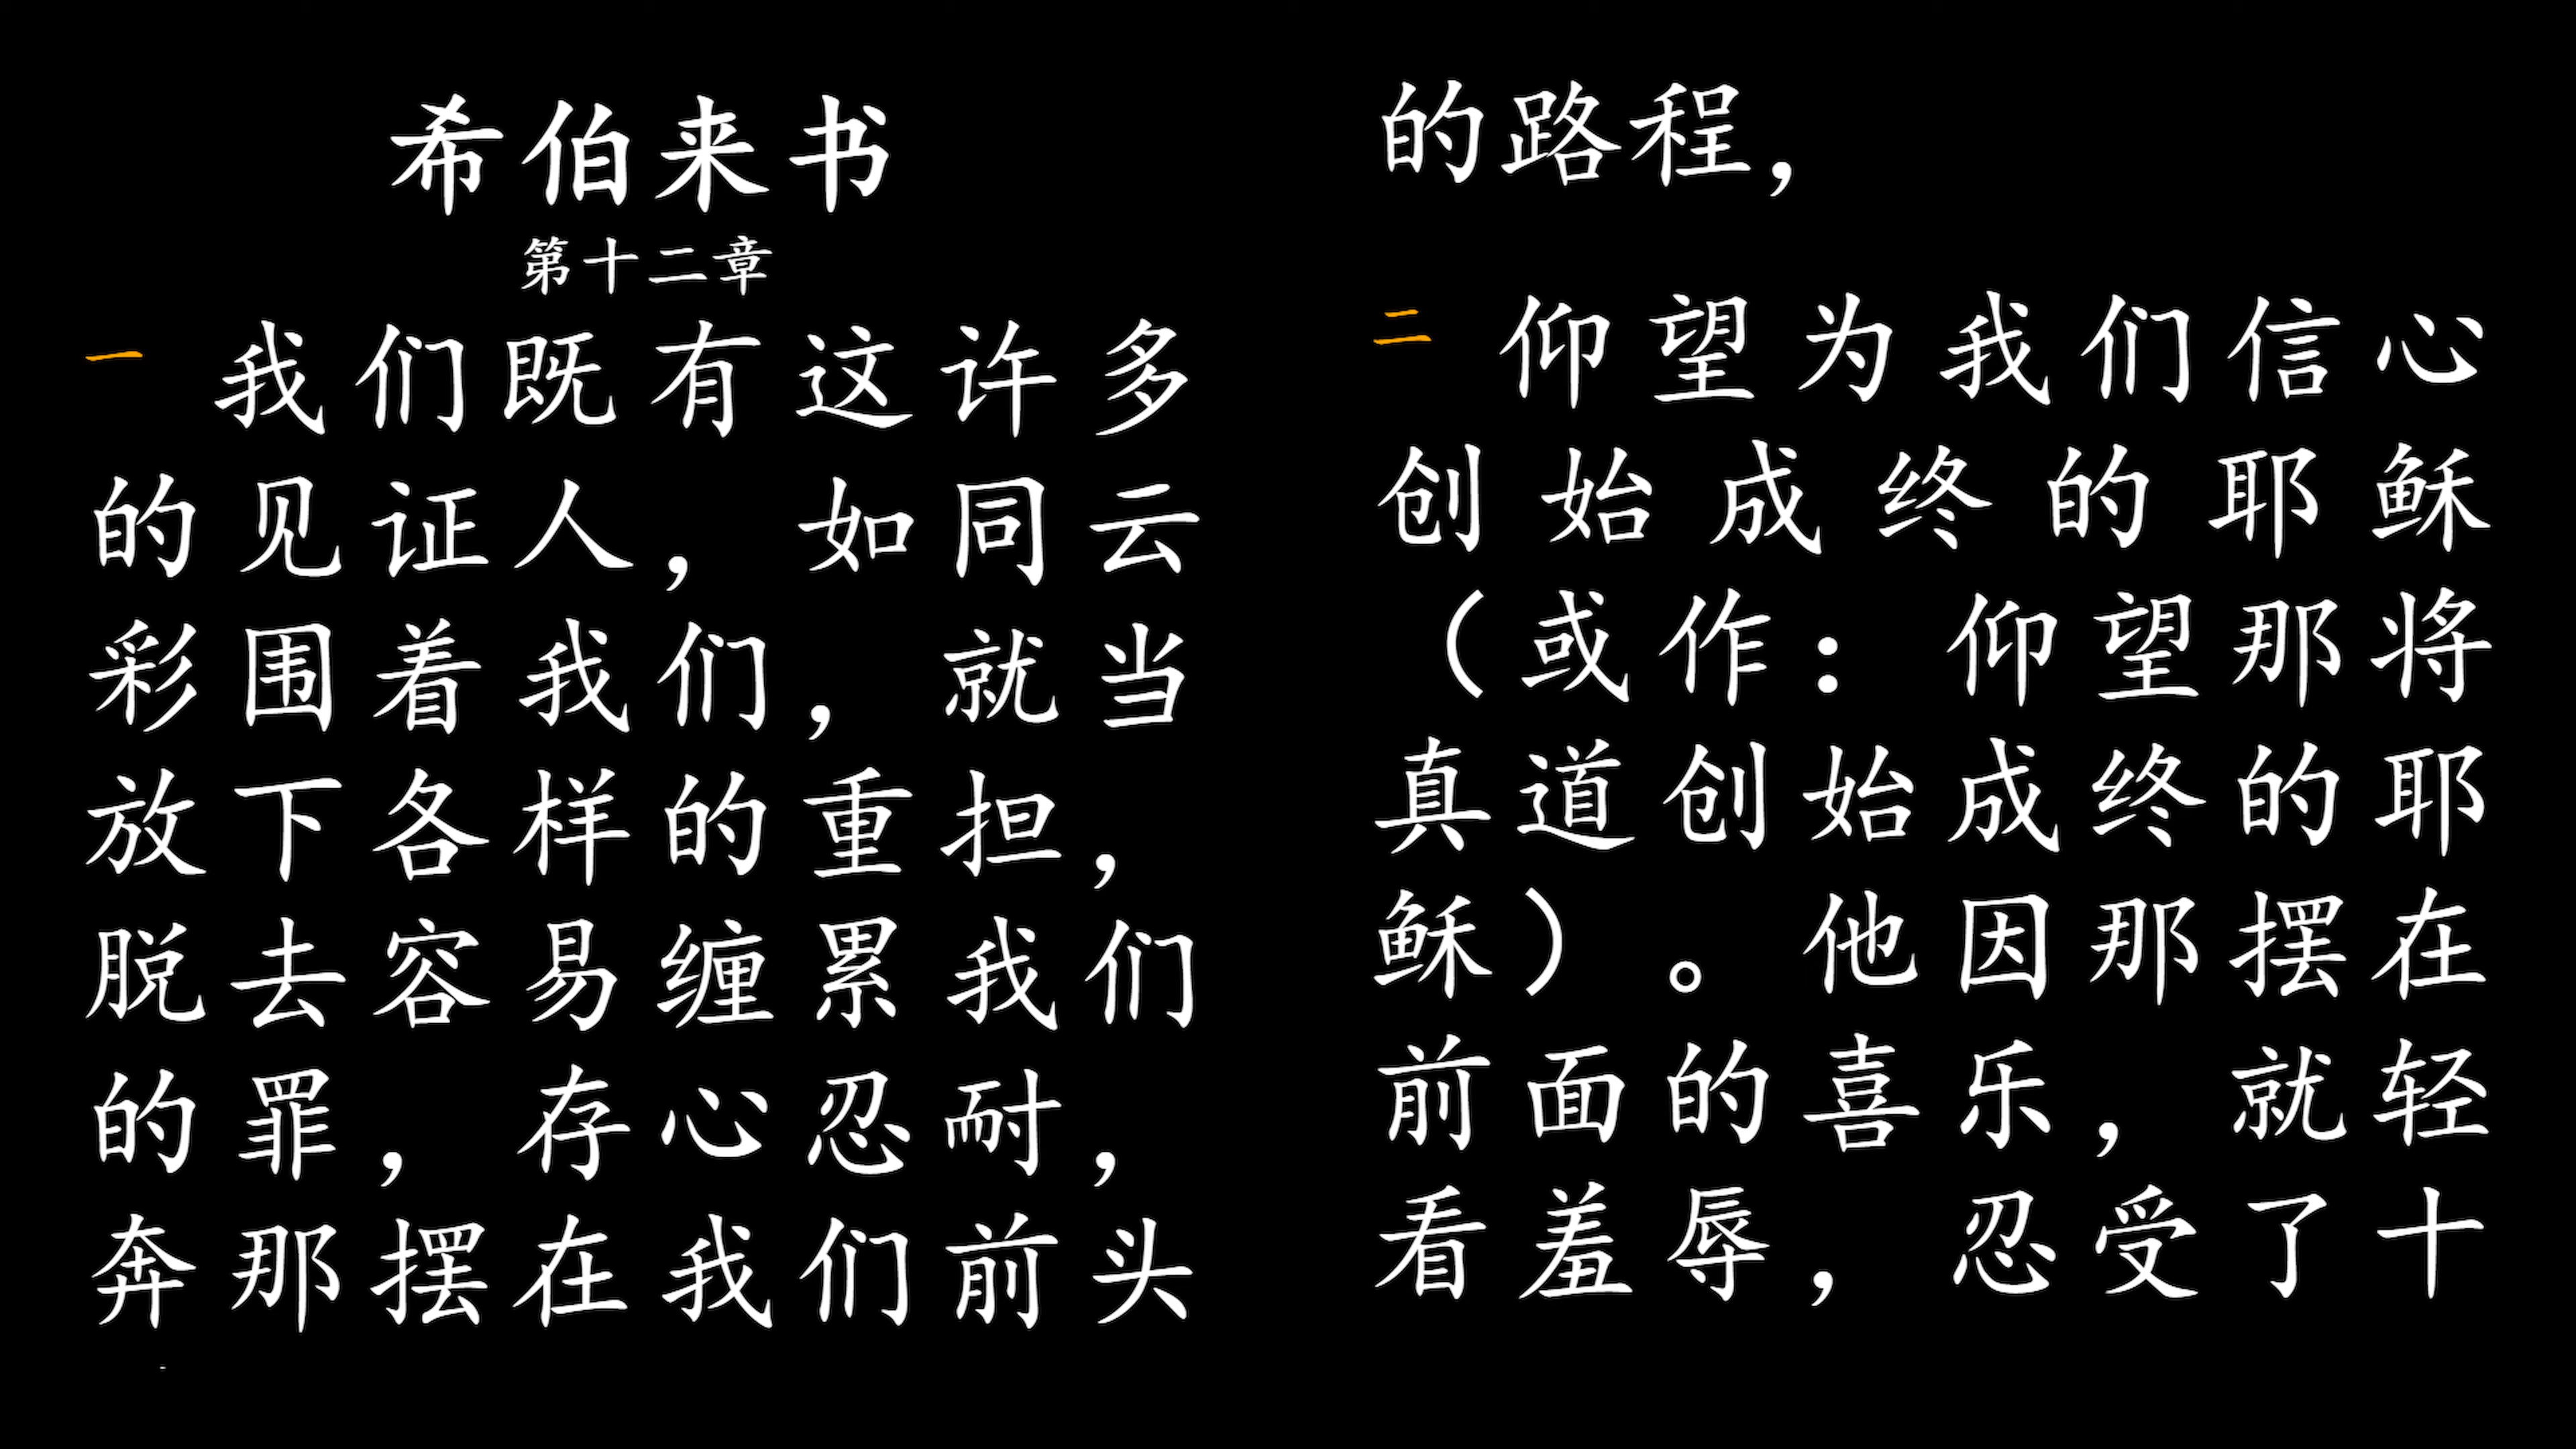 希伯来书
第十二章
一 我们既有这许多
的见证人，如同云
彩围着我们，就当
放下各样的重担，
脱去容易缠累我们
的罪，存心忍耐，
奔那摆在我们前头
的路程，
二 仰望为我们信心
创始成终的耶稣
（或作：仰望那将
真道创始成终的耶
稣）。他因那摆在
前面的喜乐，就轻
看羞辱，忍受了十